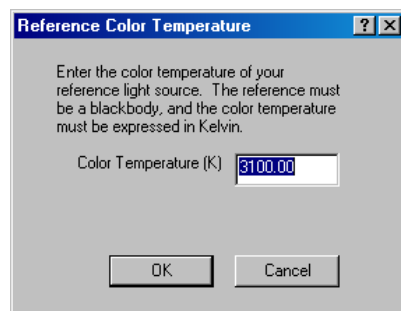 Reference Color Temperature
Enter the color temperature of your
reference light source. The reference must
be a blackbody, and the color temperature
must be expressed in Kelvin.
Color Temperature (K) 3100.00
OK Cancel